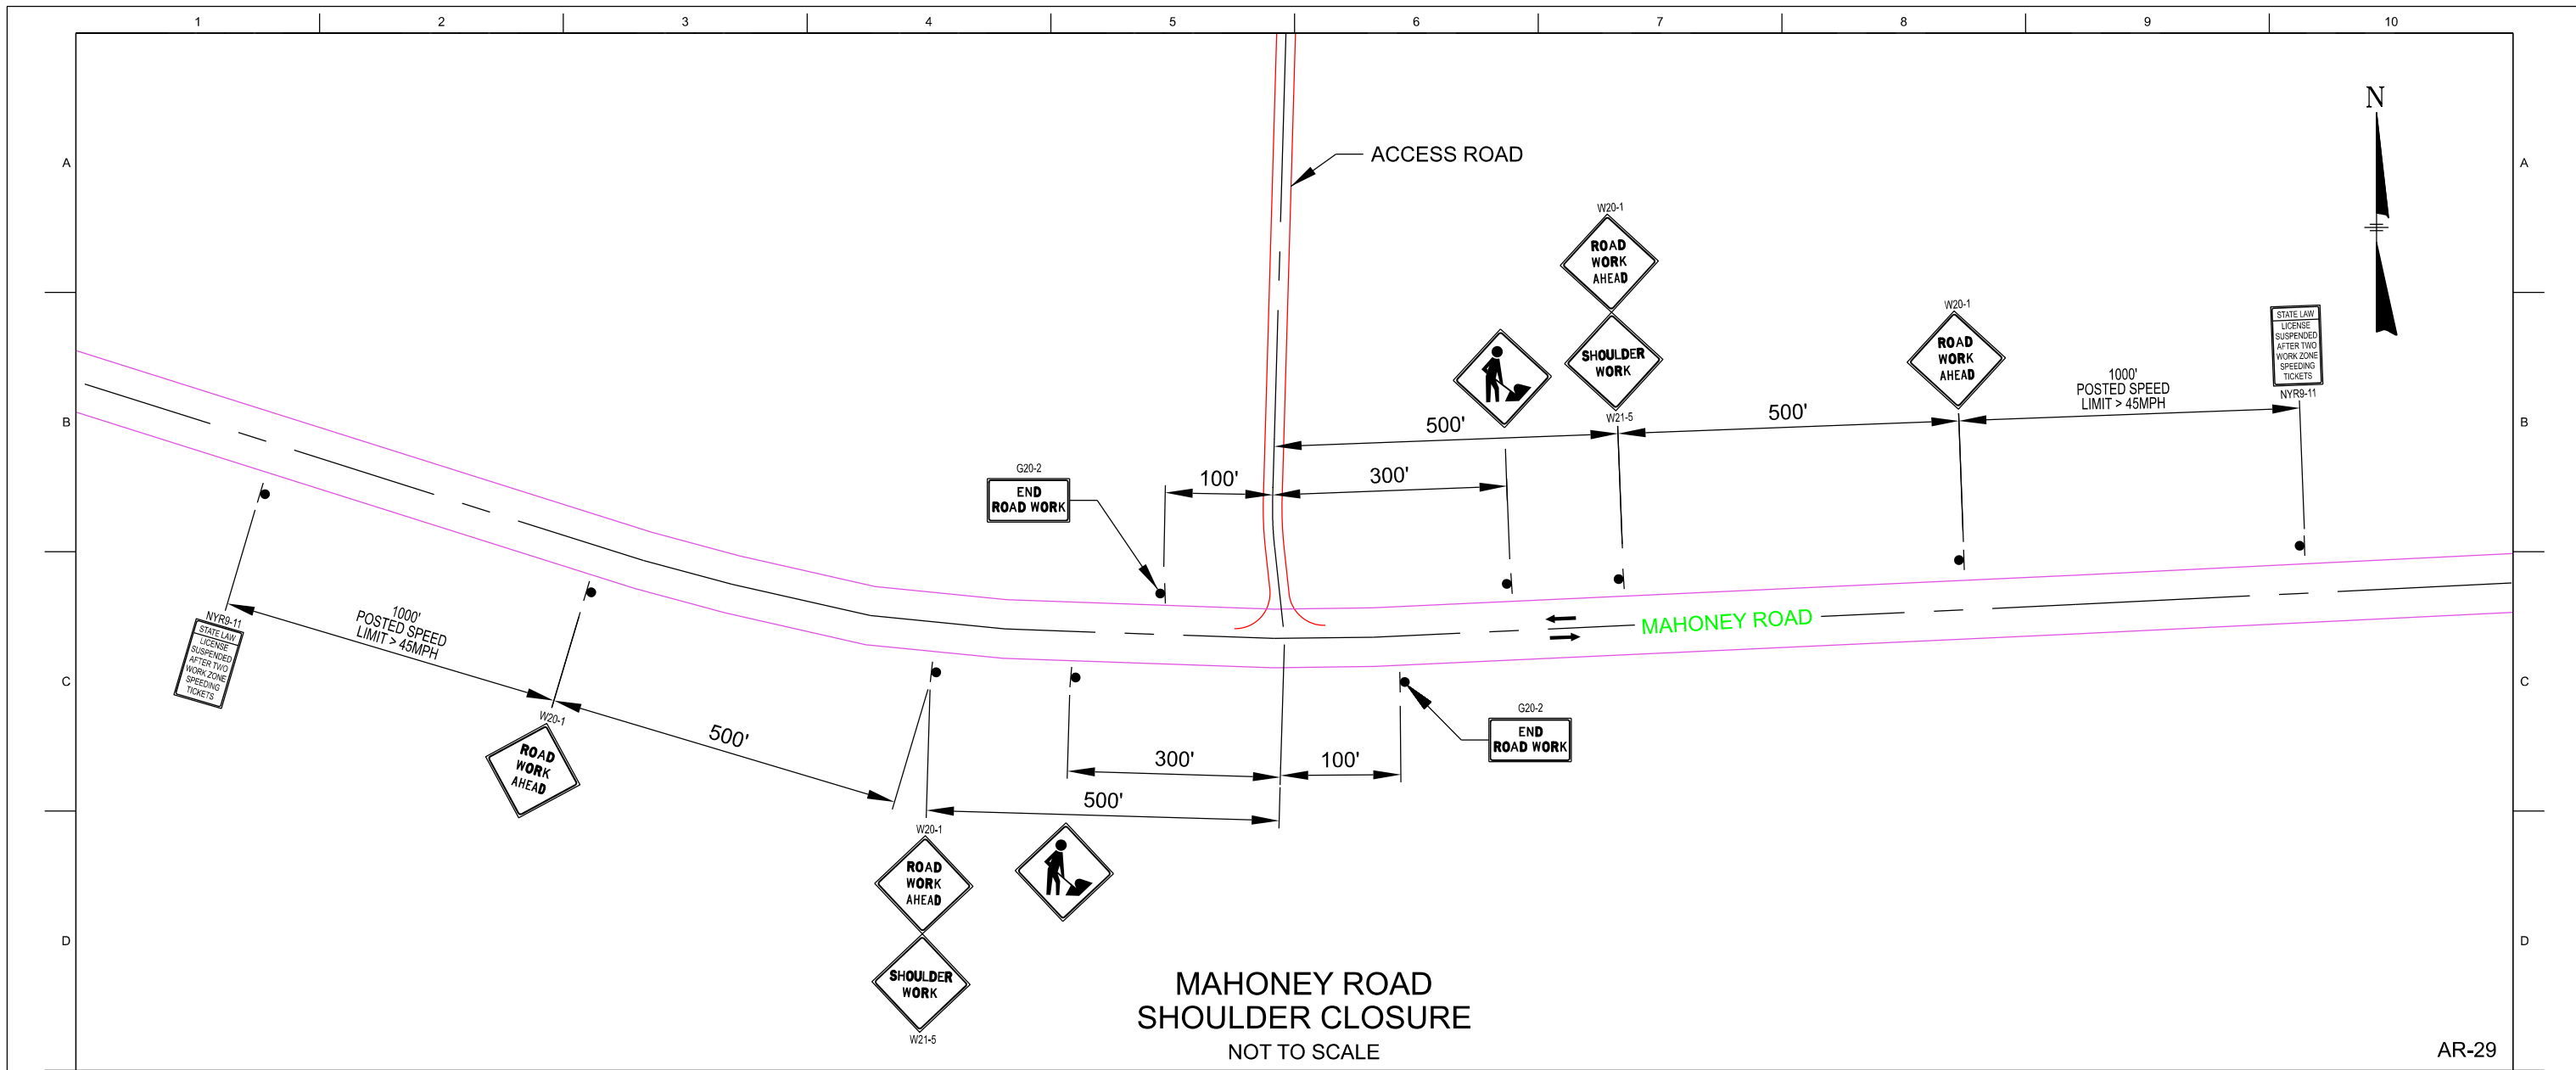 1 2 3 4 5 6 7 8 9 10
A
A
N
ACCESS ROAD
W20-1
ROAD
WORK
AHEAD
SHOULDER
WORK
W21-5
W20-1
ROAD
WORK
AHEAD
STATE LAW
LICENSE
SUSPENDED
AFTER TWO
WORK ZONE
SPEEDING
TICKETS
NYR9-11
1000'
POSTED SPEED
LIMIT > 45MPH
B
B
500'
500'
100'
300'
G20-2
END
ROAD WORK
MAHONEY ROAD
1000'
POSTED SPEED
LIMIT > 45MPH
NYR9-11
STATE LAW
LICENSE
SUSPENDED
AFTER TWO
WORK ZONE
SPEEDING
TICKETS
C
C
W20-1
ROAD
WORK
AHEAD
500'
300'
100'
500'
G20-2
END
ROAD WORK
W20-1
ROAD
WORK
AHEAD
SHOULDER
WORK
W21-5
D
D
MAHONEY ROAD
SHOULDER CLOSURE
NOT TO SCALE
AR-29